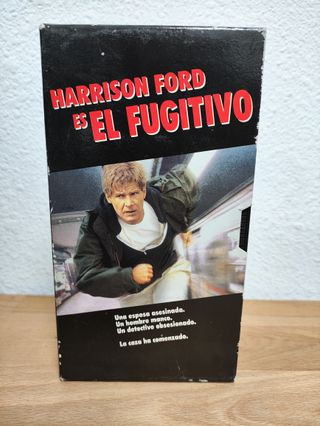 HARRISON FORD
ES EL FUGITIVO
Una esposa asesinada.
Un hombre manco.
Un detective obsesionado.
La caza ha comenzado.